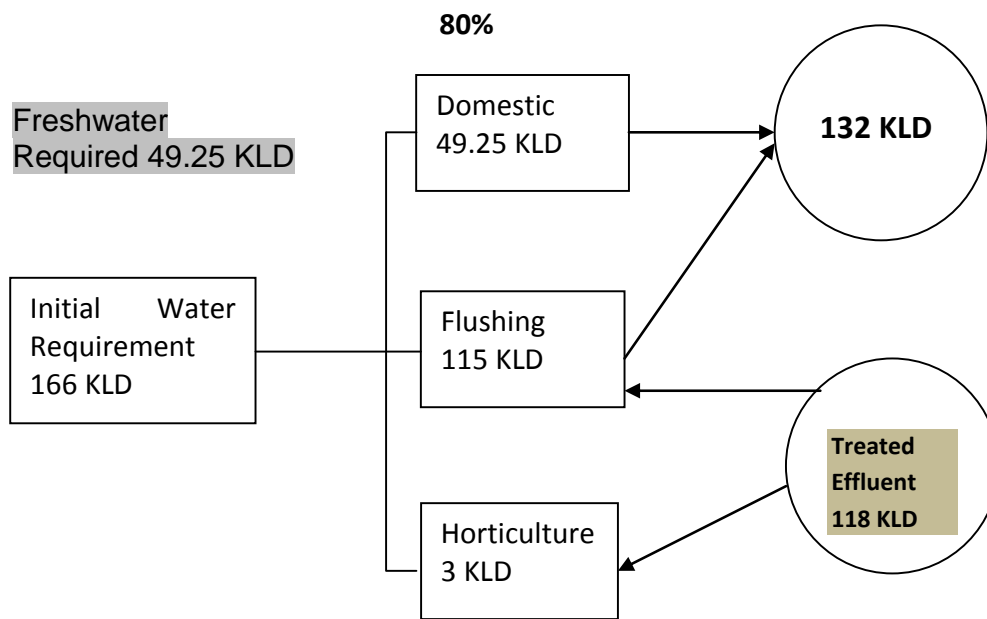 80%
Freshwater
Required 49.25 KLD
Domestic
49.25 KLD
132 KLD
Initial Water
Requirement
166 KLD
Flushing
115 KLD
Treated
Effluent
118 KLD
Horticulture
3 KLD